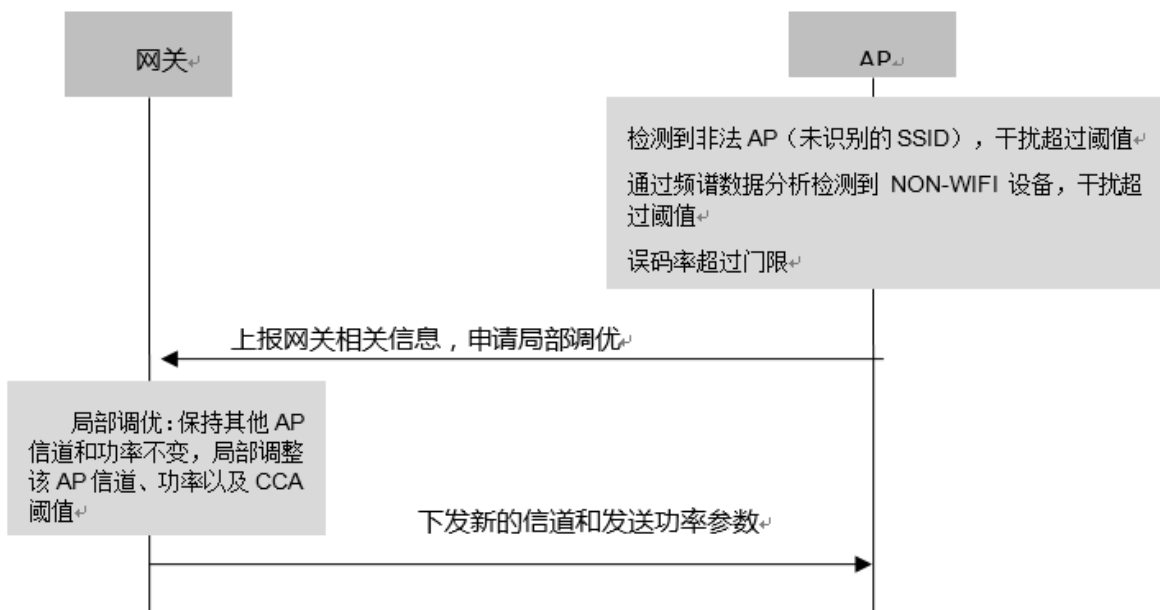 网关
AP
检测到非法 AP（未识别的 SSID），干扰超过阈值
通过频谱数据分析检测到 NON-WIFI 设备，干扰超
过阈值
误码率超过门限
上报网关相关信息，申请局部调优
局部调优：保持其他 AP
信道和功率不变，局部调整
该 AP 信道、功率以及 CCA
阈值
下发新的信道和发送功率参数